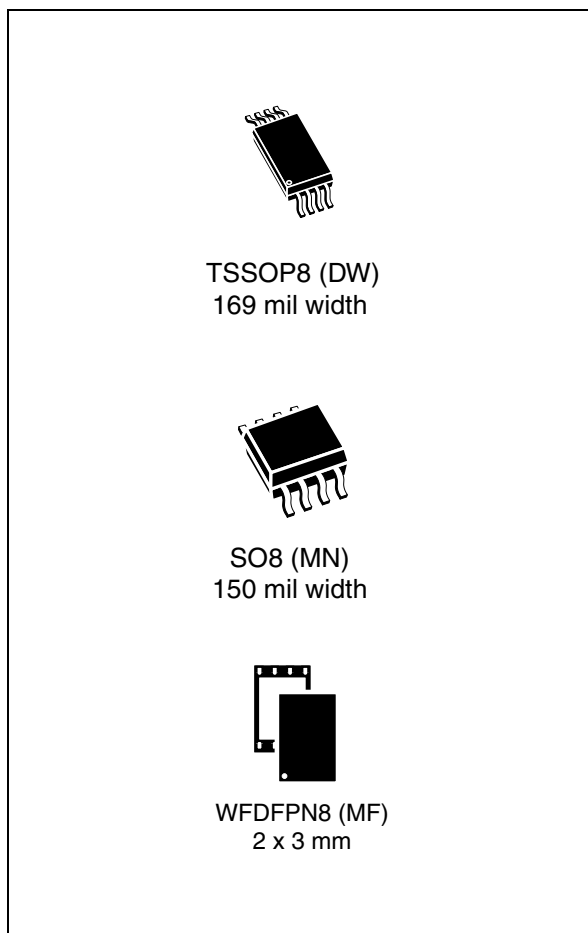 TSSOP8 (DW)
169 mil width
SO8 (MN)
150 mil width
WFDFPN8 (MF)
2 x 3 mm